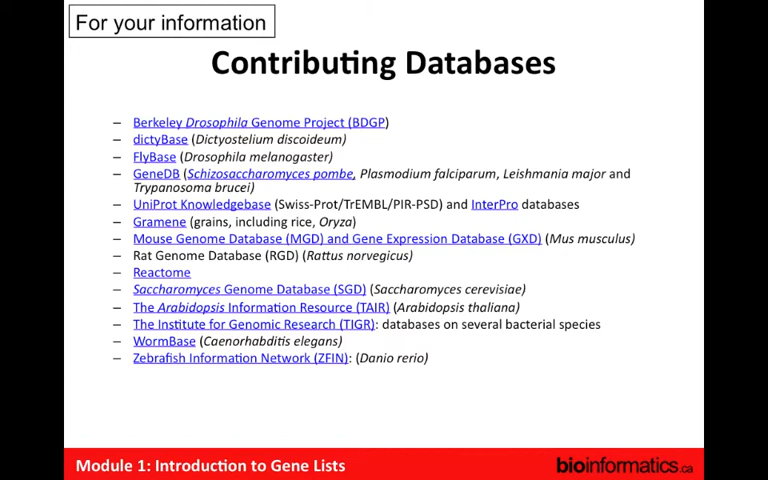 For your information
Contributing Databases
– Berkeley Drosophila Genome Project (BDGP)
– dictyBase (Dictyostelium discoideum)
– FlyBase (Drosophila melanogaster)
– GeneDB (Schizosaccharomyces pombe, Plasmodium falciparum, Leishmania major and
Trypanosoma brucei)
– UniProt Knowledgebase (Swiss-Prot/TrEMBL/PIR-PSD) and InterPro databases
– Gramene (grains, including rice, Oryza)
– Mouse Genome Database (MGD) and Gene Expression Database (GXD) (Mus musculus)
– Rat Genome Database (RGD) (Rattus norvegicus)
– Reactome
– Saccharomyces Genome Database (SGD) (Saccharomyces cerevisiae)
– The Arabidopsis Information Resource (TAIR) (Arabidopsis thaliana)
– The Institute for Genomic Research (TIGR): databases on several bacterial species
– WormBase (Caenorhabditis elegans)
– Zebrafish Information Network (ZFIN): (Danio rerio)
Module 1: Introduction to Gene Lists
bioinformatics.ca